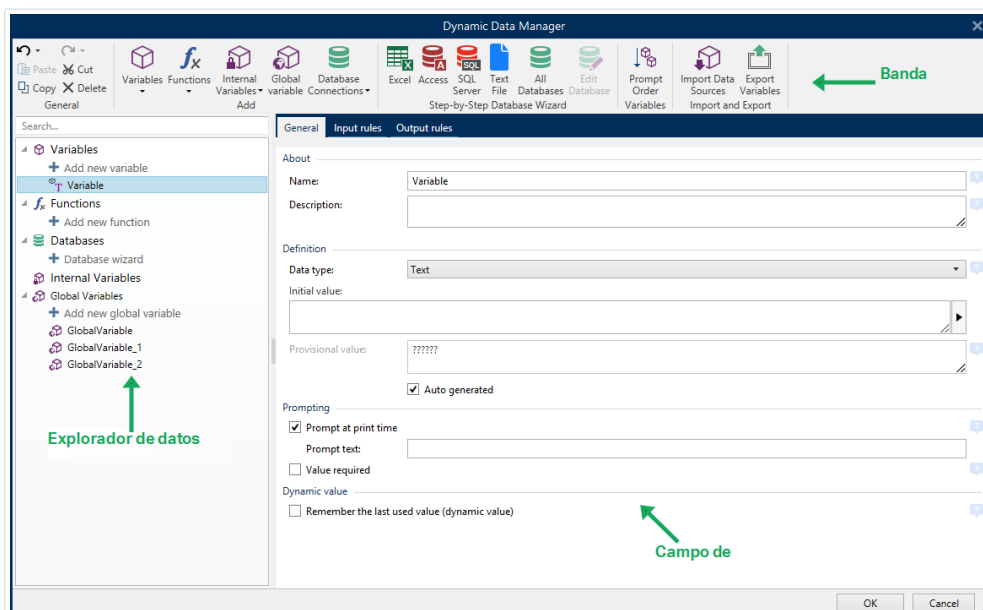 Dynamic Data Manager
Paste Cut
Copy Delete
General
Variables Functions Internal Variables Global variable Database Connections
Add
Excel Access SQL Server Text File All Databases Edit Database
Step-by-Step Database Wizard
Prompt Order
Variables
Import Data Sources Export Variables
Import and Export
Banda
Search...
General Input rules Output rules
Variables
Add new variable
Variable
Functions
Add new function
Databases
Database wizard
Internal Variables
Global Variables
Add new global variable
GlobalVariable
GlobalVariable_1
GlobalVariable_2
Explorador de datos
About
Name: Variable
Description:
Definition
Data type: Text
Initial value:
Provisional value: ??????
Auto generated
Prompting
Prompt at print time
Prompt text:
Value required
Dynamic value
Remember the last used value (dynamic value)
Campo de
OK Cancel